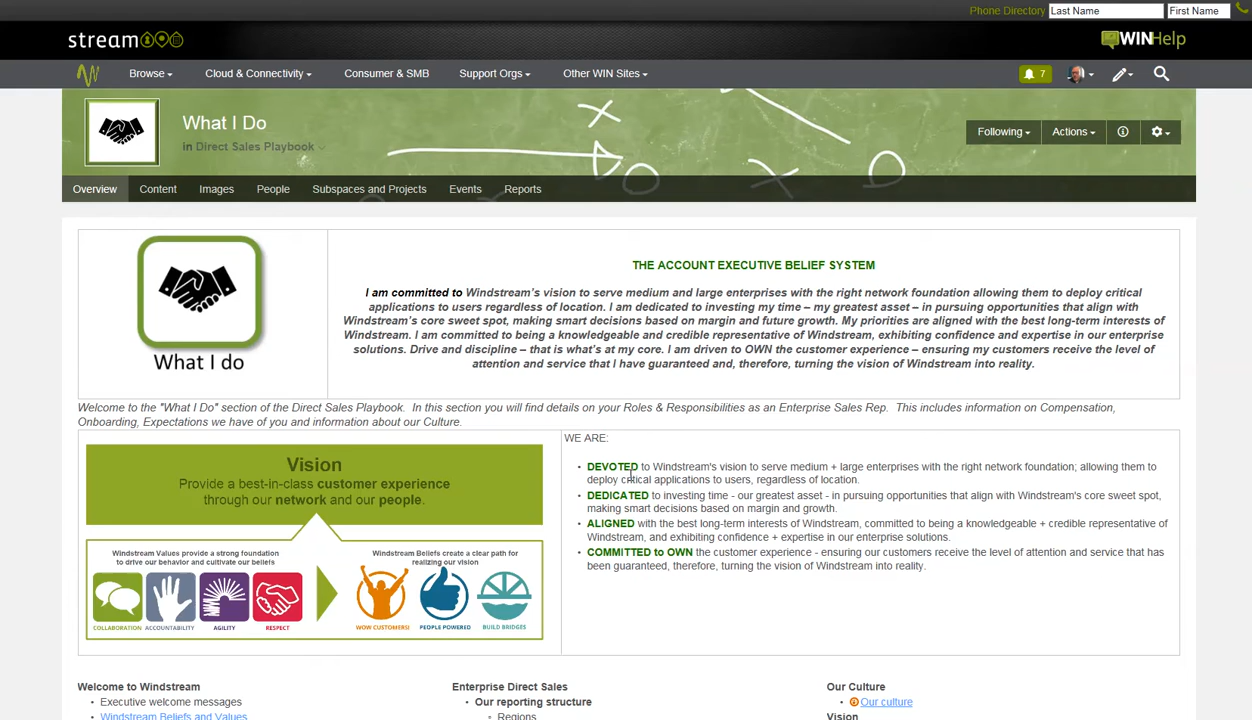 Phone Directory Last Name First Name
stream
WINHelp
Browse Cloud & Connectivity Consumer & SMB Support Orgs Other WIN Sites 7
What I Do
in Direct Sales Playbook
Following Actions
Overview Content Images People Subspaces and Projects Events Reports
What I do
THE ACCOUNT EXECUTIVE BELIEF SYSTEM
I am committed to Windstream's vision to serve medium and large enterprises with the right network foundation allowing them to deploy critical
applications to users regardless of location. I am dedicated to investing my time – my greatest asset – in pursuing opportunities that align with
Windstream's core sweet spot, making smart decisions based on margin and future growth. My priorities are aligned with the best long-term interests of
Windstream. I am committed to being a knowledgeable and credible representative of Windstream, exhibiting confidence and expertise in our enterprise
solutions. Drive and discipline – that is what's at my core. I am driven to OWN the customer experience – ensuring my customers receive the level of
attention and service that I have guaranteed and, therefore, turning the vision of Windstream into reality.
Welcome to the "What I Do" section of the Direct Sales Playbook. In this section you will find details on your Roles & Responsibilities as an Enterprise Sales Rep. This includes information on Compensation,
Onboarding, Expectations we have of you and information about our Culture.
Vision
Provide a best-in-class customer experience
through our network and our people.
Windstream Values provide a strong foundation
to drive our behavior and cultivate our beliefs
Windstream Beliefs create a clear path for
realizing our vision
COLLABORATION ACCOUNTABILITY AGILITY RESPECT WOW CUSTOMERS! PEOPLE POWERED BUILD BRIDGES
WE ARE:
• DEVOTED to Windstream's vision to serve medium + large enterprises with the right network foundation; allowing them to
deploy critical applications to users, regardless of location.
• DEDICATED to investing time - our greatest asset - in pursuing opportunities that align with Windstream's core sweet spot,
making smart decisions based on margin and growth.
• ALIGNED with the best long-term interests of Windstream, committed to being a knowledgeable + credible representative of
Windstream, and exhibiting confidence + expertise in our enterprise solutions.
• COMMITTED to OWN the customer experience - ensuring our customers receive the level of attention and service that has
been guaranteed, therefore, turning the vision of Windstream into reality.
Welcome to Windstream
• Executive welcome messages
Windstream Beliefs and Values
Enterprise Direct Sales
• Our reporting structure
Regions
Our Culture
• Our culture
Vision